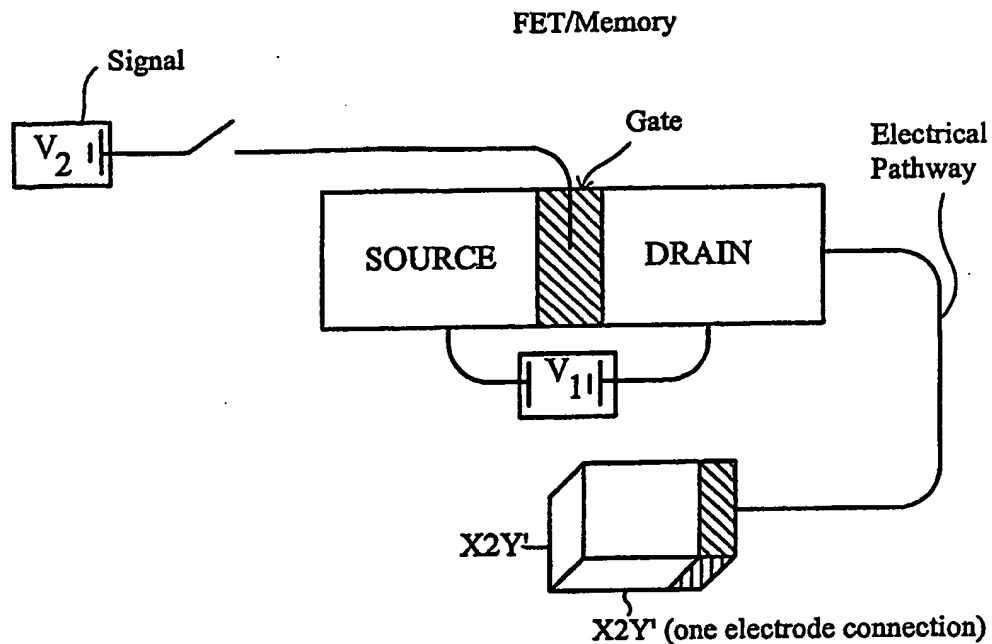 FET/Memory
Signal
V2
Gate
Electrical
Pathway
SOURCE
DRAIN
V1
X2Y'
X2Y' (one electrode connection)